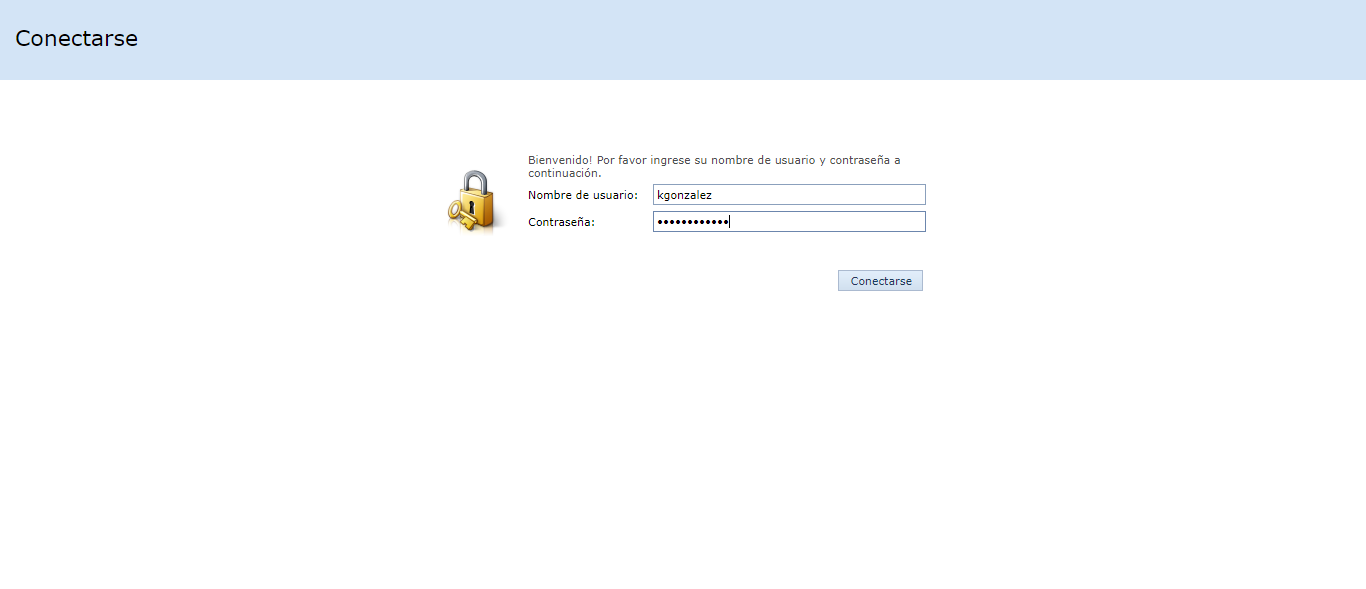 Conectarse
Bienvenido! Por favor ingrese su nombre de usuario y contraseña a
continuación.
Nombre de usuario: kgonzalez
Contraseña: ••••••••••••
Conectarse